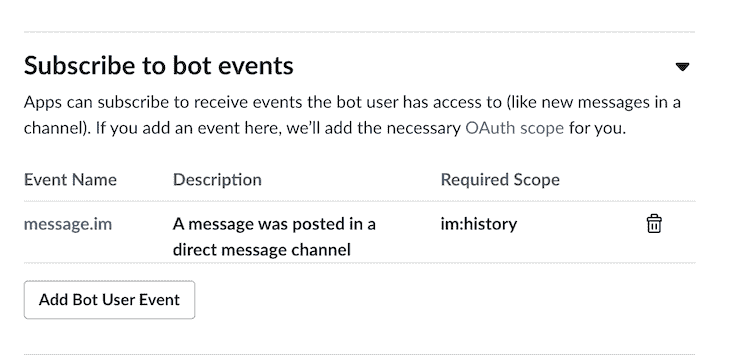 Subscribe to bot events
Apps can subscribe to receive events the bot user has access to (like new messages in a
channel). If you add an event here, we’ll add the necessary OAuth scope for you.
Event Name Description Required Scope
message.im A message was posted in a im:history
direct message channel
Add Bot User Event